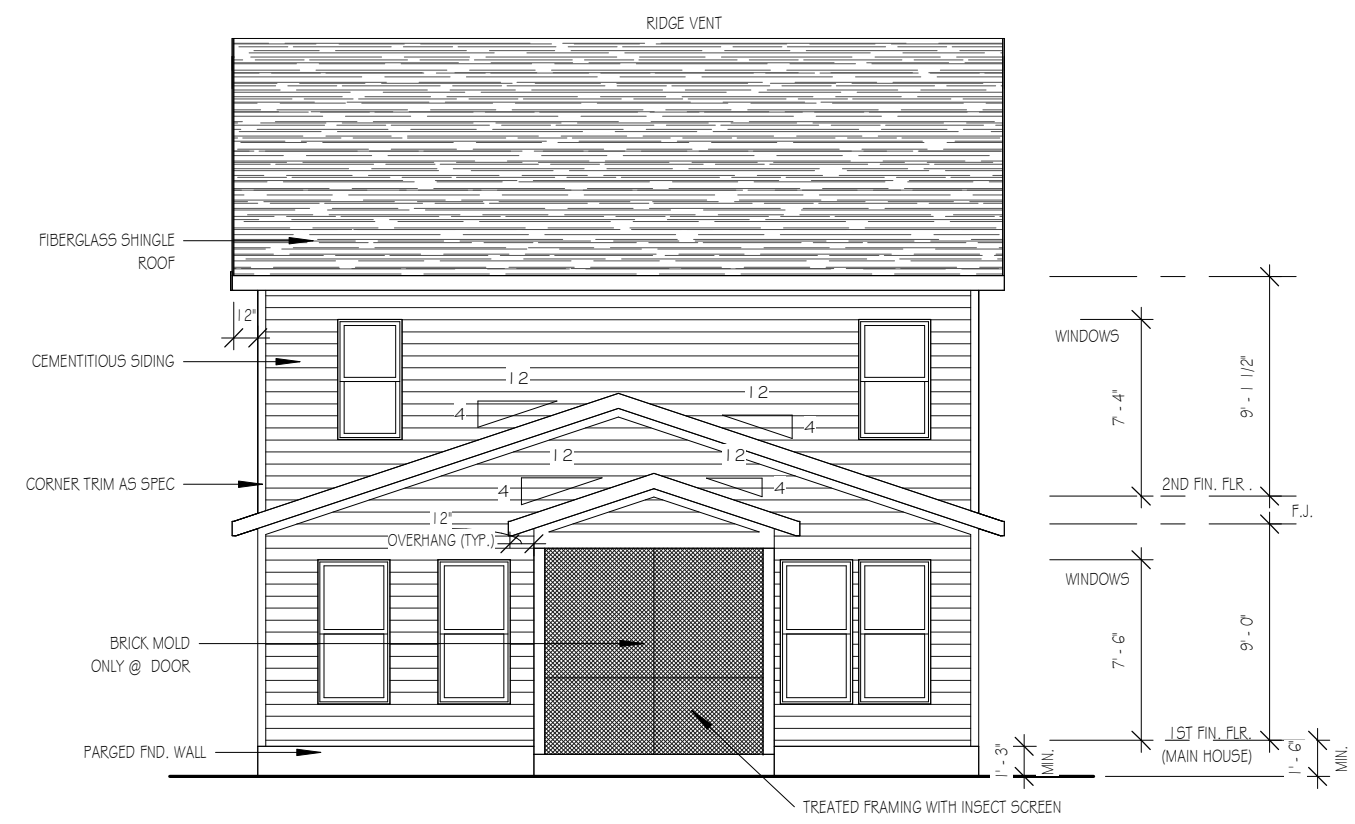 RIDGE VENT
FIBERGLASS SHINGLE
ROOF
12"
CEMENTITIOUS SIDING
12
4
12
4
CORNER TRIM AS SPEC
12
4
12
4
12"
OVERHANG (TYP.)
BRICK MOLD
ONLY @ DOOR
PARGED FND. WALL
TREATED FRAMING WITH INSECT SCREEN
WINDOWS
7' - 4"
9' - 1 1/2"
2ND FIN. FLR .
F.J.
WINDOWS
7' - 6"
9' - 0"
1ST FIN. FLR.
(MAIN HOUSE)
1' - 3"
MIN.
1' - 6"
MIN.